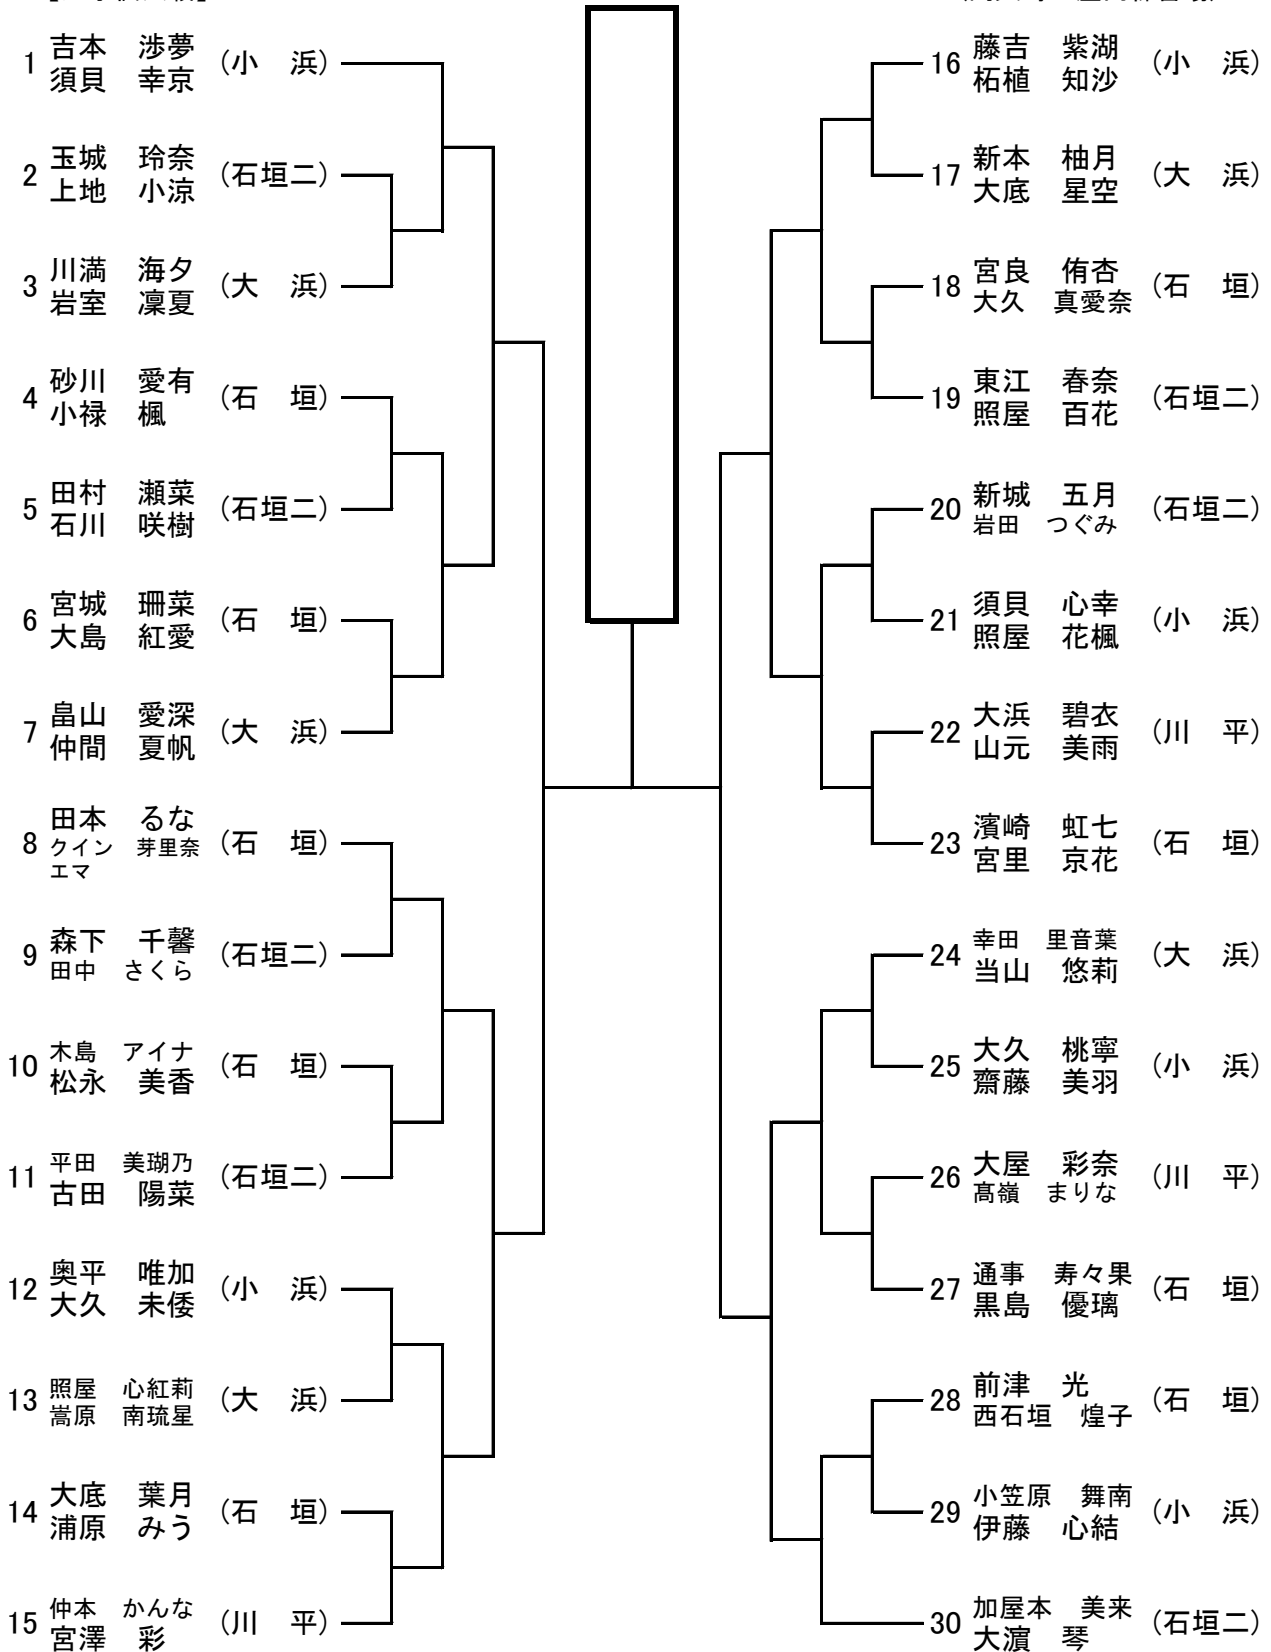 1 吉本　渉夢 (小　浜)
須貝　幸京
2 玉城　玲奈 (石垣二)
上地　小涼
3 川満　海夕 (大　浜)
岩室　凜夏
4 砂川　愛有 (石　垣)
小禄　楓
5 田村　瀬菜 (石垣二)
石川　咲樹
6 宮城　珊菜 (石　垣)
大島　紅愛
7 畠山　愛深 (大　浜)
仲間　夏帆
8 田本　るな (石　垣)
クイン　芽里奈
エマ
9 森下　千馨 (石垣二)
田中　さくら
10 木島　アイナ (石　垣)
松永　美香
11 平田　美瑚乃 (石垣二)
古田　陽菜
12 奥平　唯加 (小　浜)
大久　未倭
13 照屋　心紅莉 (大　浜)
嵩原　南琉星
14 大底　葉月 (石　垣)
浦原　みう
15 仲本　かんな (川　平)
宮澤　彩
16 藤吉　紫湖 (小　浜)
柘植　知沙
17 新本　柚月 (大　浜)
大底　星空
18 宮良　侑杏 (石　垣)
大久　真愛奈
19 東江　春奈 (石垣二)
照屋　百花
20 新城　五月 (石垣二)
岩田　つぐみ
21 須貝　心幸 (小　浜)
照屋　花楓
22 大浜　碧衣 (川　平)
山元　美雨
23 濱崎　虹七 (石　垣)
宮里　京花
24 幸田　里音葉 (大　浜)
当山　悠莉
25 大久　桃寧 (小　浜)
齋藤　美羽
26 大屋　彩奈 (川　平)
髙嶺　まりな
27 通事　寿々果 (石　垣)
黒島　優璃
28 前津　光 (石　垣)
西石垣　煌子
29 小笠原　舞南 (小　浜)
伊藤　心結
30 加屋本　美来 (石垣二)
大濵　琴